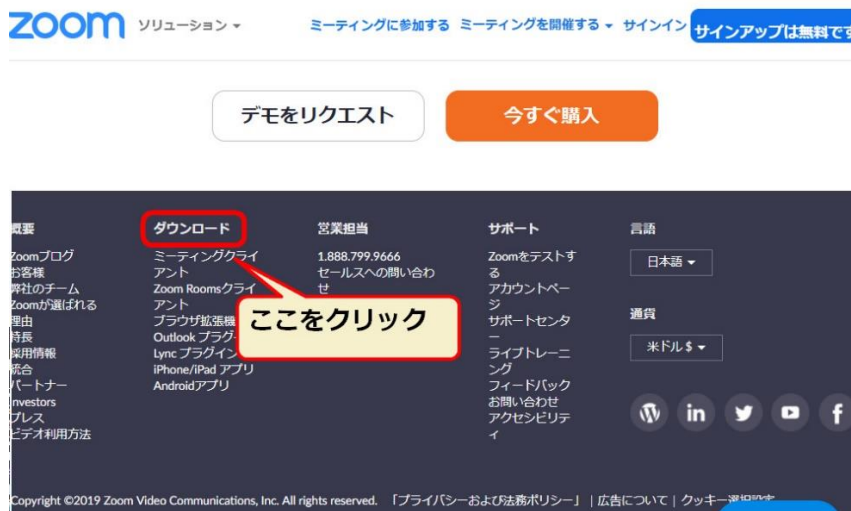 zoom ソリューション ミーティングに参加する ミーティングを開催する サインイン サインアップは無料です
デモをリクエスト 今すぐ購入
概要
Zoomブログ
お客様
弊社のチーム
Zoomが選ばれる
理由
特長
採用情報
統合
パートナー
Investors
プレス
ビデオ利用方法
ダウンロード
ミーティングクライ
アント
Zoom Roomsクライ
アント
ブラウザ拡張機
Outlook プラグ
Lync プラグイン
iPhone/iPad アプリ
Androidアプリ
ここをクリック
営業担当
1.888.799.9666
セールスへの問い合わ
せ
サポート
Zoomをテストす
る
アカウントペー
ジ
サポートセンタ
ー
ライブトレーニ
ング
フィードバック
お問い合わせ
アクセシビリテ
ィ
言語
日本語
通貨
米ドル $
in
f
Copyright ©2019 Zoom Video Communications, Inc. All rights reserved. 「プライバシーおよび法務ポリシー」 | 広告について | クッキー選択設定